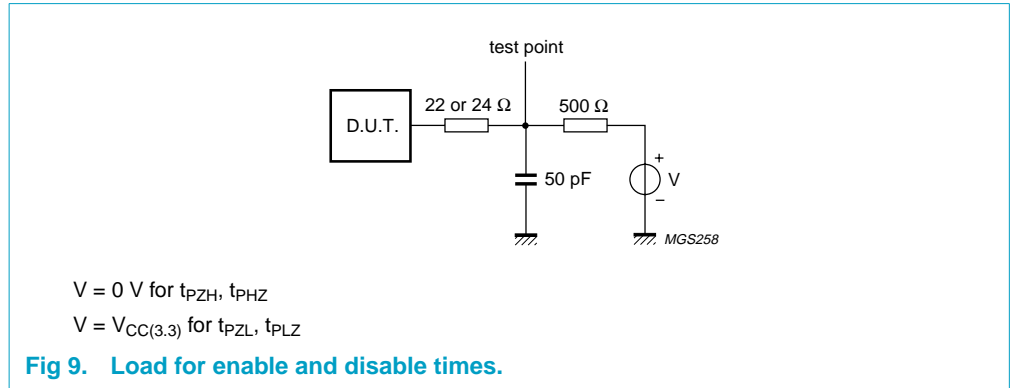 test point
D.U.T.
22 or 24 Ω
500 Ω
50 pF
+
V
−
MGS258
V = 0 V for tPZH, tPHZ
V = VCC(3.3) for tPZL, tPLZ
Fig 9. Load for enable and disable times.